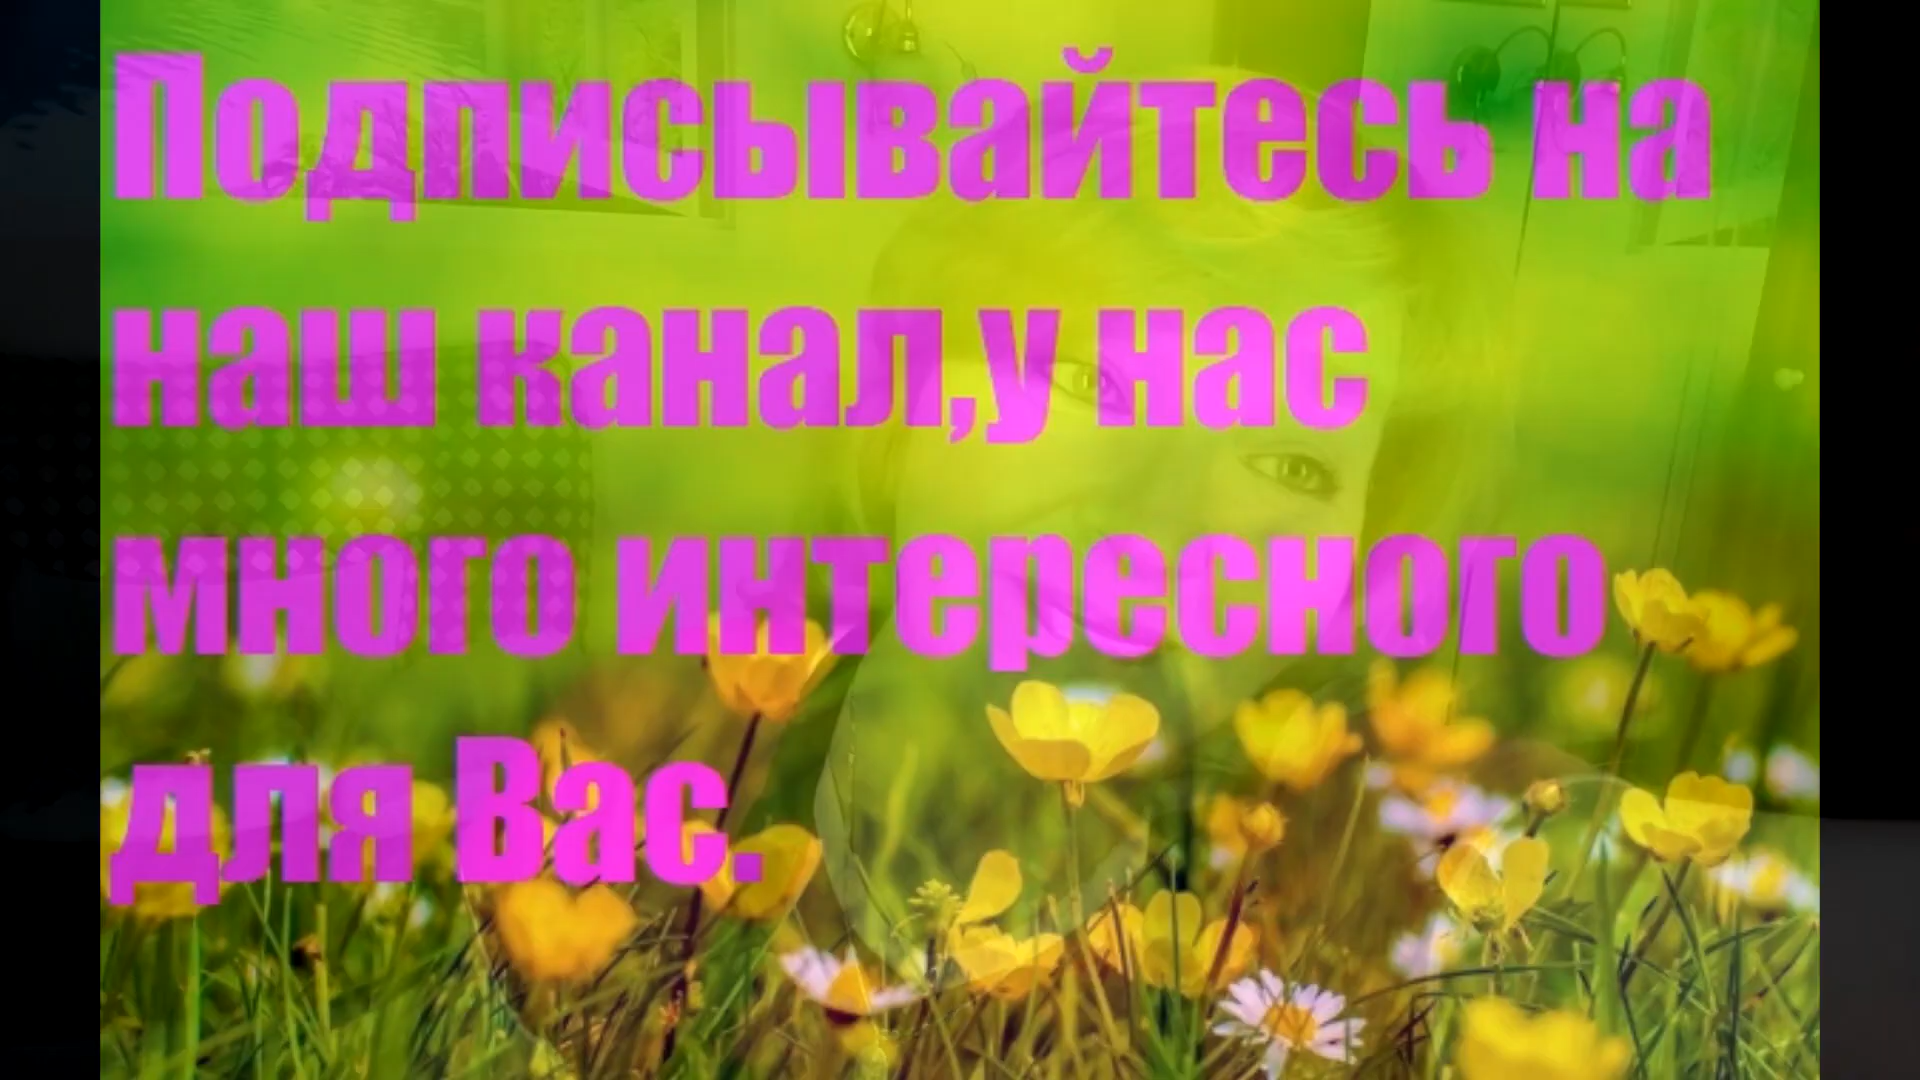 Подписывайтесь на
наш канал,у нас
много интересного
для Вас.